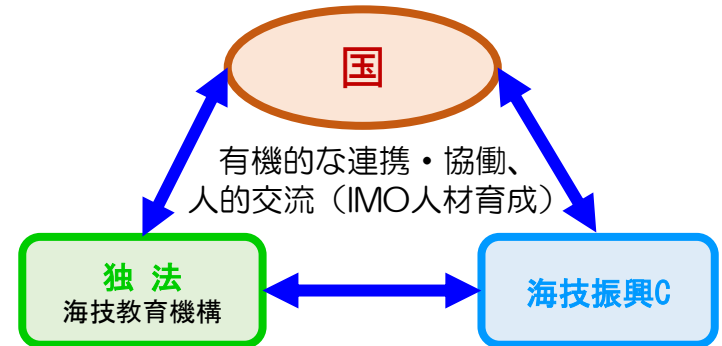 国
有機的な連携・協働、
人的交流（IMO人材育成）
独 法
海技教育機構
海技振興C